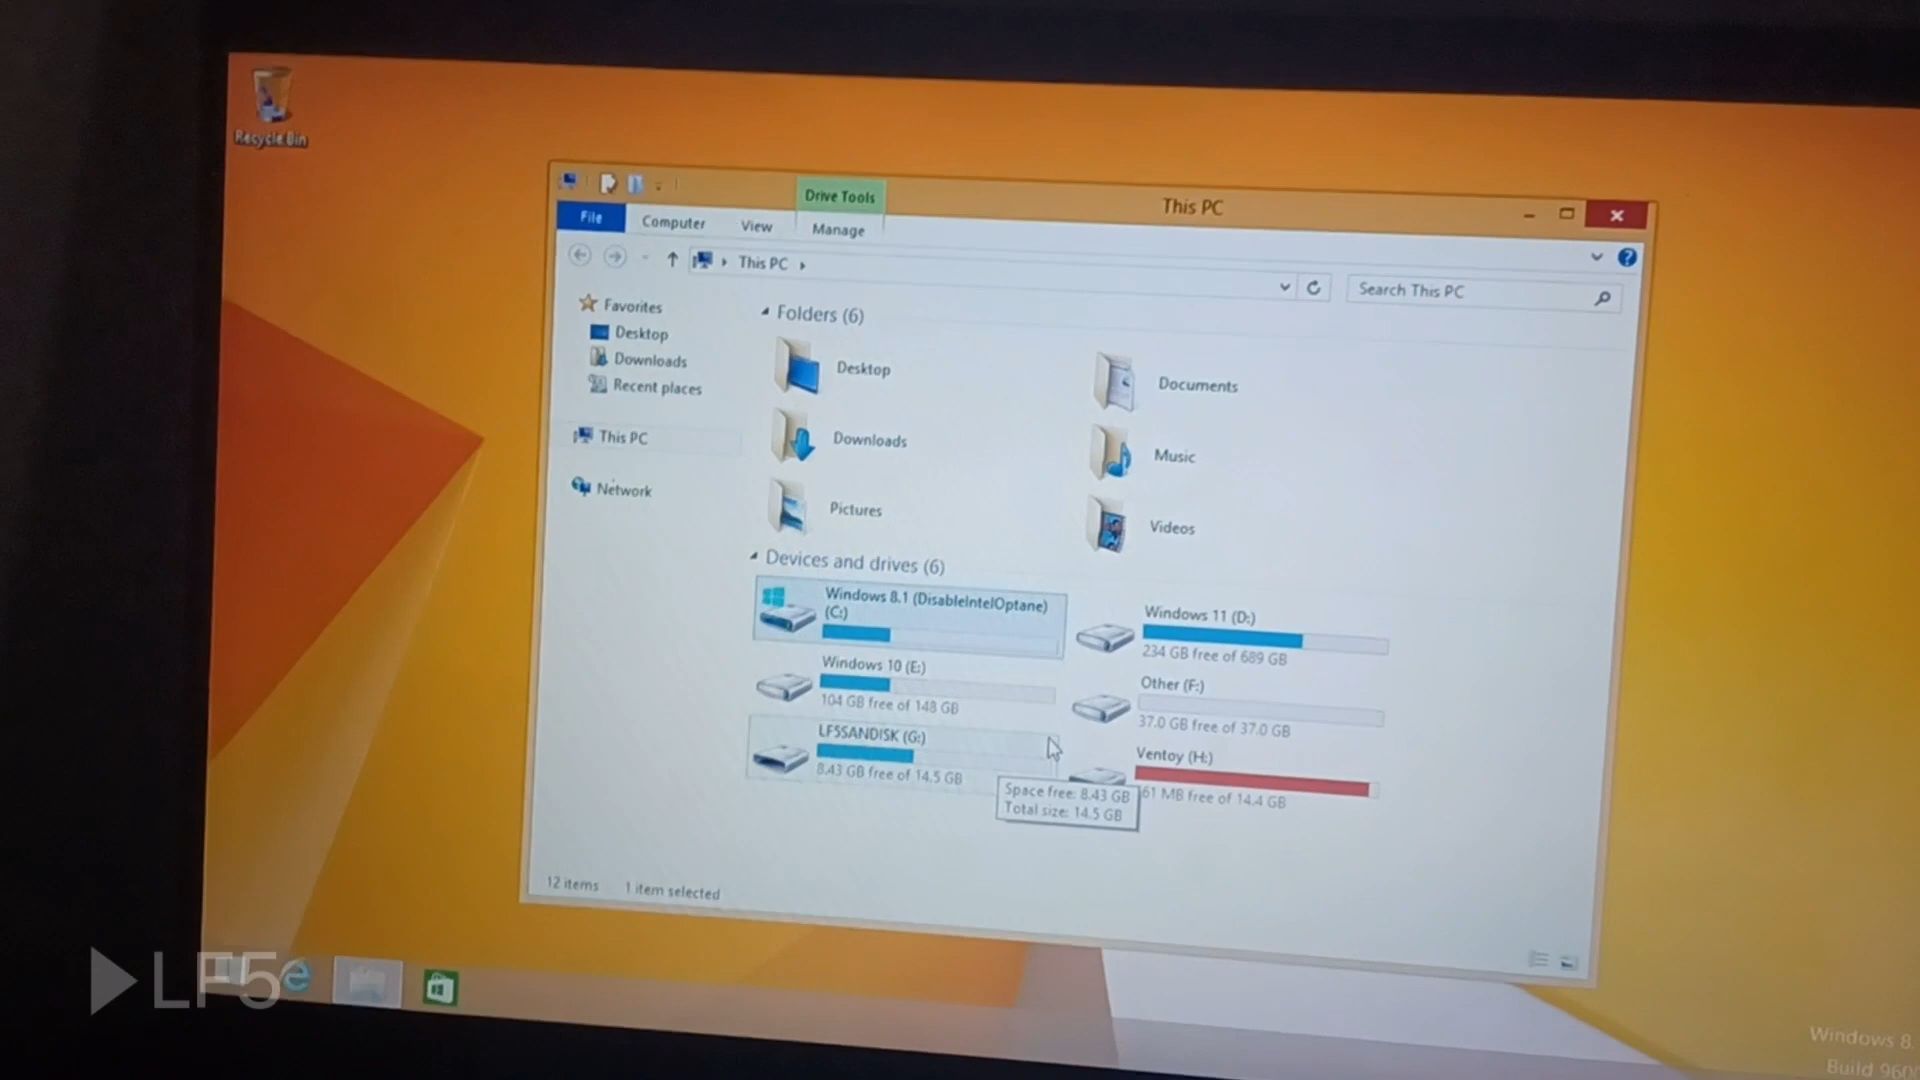 Recycle Bin
Drive Tools
This PC
File
Computer
View
Manage
This PC
Search This PC
Favorites
Desktop
Downloads
Recent places
This PC
Network
Folders (6)
Desktop
Documents
Downloads
Music
Pictures
Videos
Devices and drives (6)
Windows 8.1 (DisableIntelOptane)
(C:)
Windows 11 (D:)
234 GB free of 689 GB
Windows 10 (E:)
104 GB free of 148 GB
Other (F:)
37.0 GB free of 37.0 GB
LF5SANDISK (G:)
8.43 GB free of 14.5 GB
Ventoy (H:)
61 MB free of 14.4 GB
Space free: 8.43 GB
Total size: 14.5 GB
12 items
1 item selected
LF5
Windows 8.
Build 9600